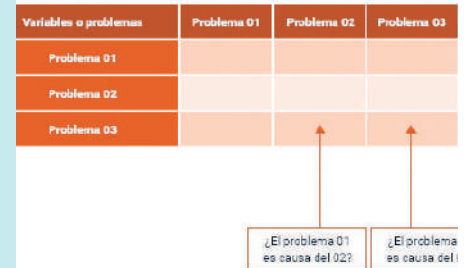 Variables o problemas Problema 01 Problema 02 Problema 03
Problema 01
Problema 02
Problema 03
¿El problema 01
es causa del 02?
¿El problema
es causa del